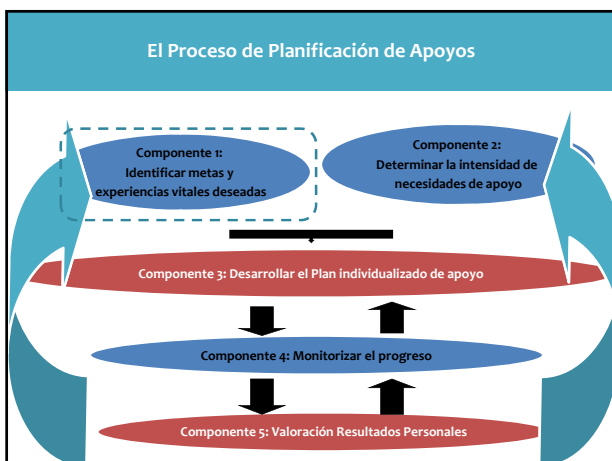 El Proceso de Planificación de Apoyos
Componente 1:
Identificar metas y
experiencias vitales deseadas
Componente 2:
Determinar la intensidad de
necesidades de apoyo
Componente 3: Desarrollar el Plan individualizado de apoyo
Componente 4: Monitorizar el progreso
Componente 5: Valoración Resultados Personales